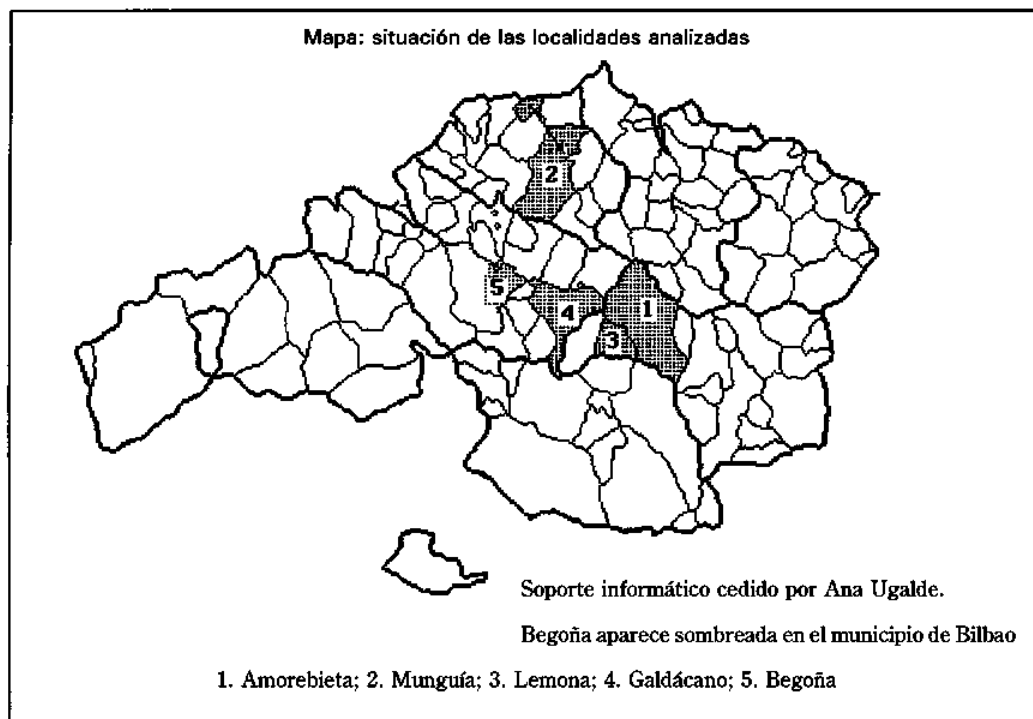 Mapa: situación de las localidades analizadas
2
5
4
1
3
Soporte informático cedido por Ana Ugalde.
Begoña aparece sombreada en el municipio de Bilbao
1. Amorebieta; 2. Munguía; 3. Lemona; 4. Galdácano; 5. Begoña